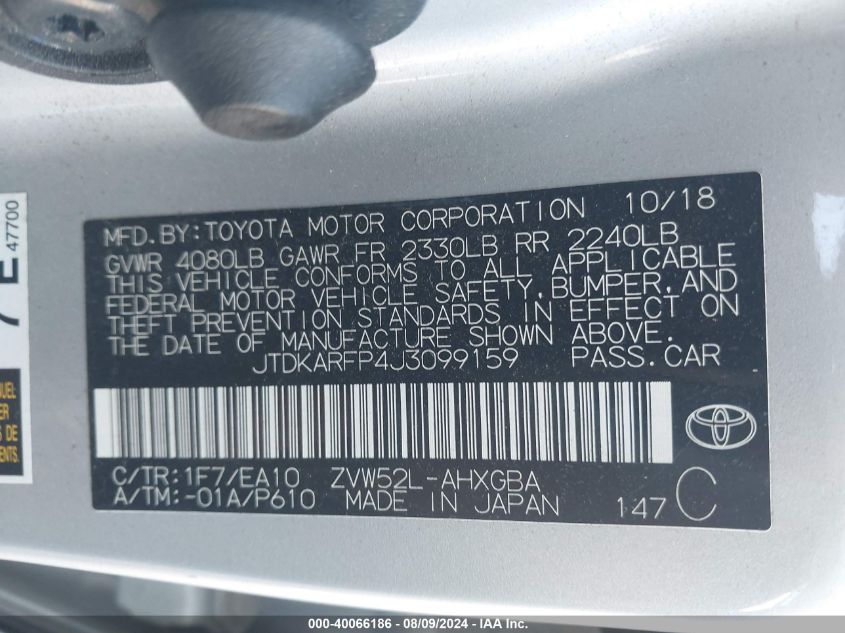 MFD.BY:TOYOTA MOTOR CORPORATION 10/18
GVWR 4080LB GAWR FR 2330LB RR 2240LB
THIS VEHICLE CONFORMS TO ALL APPLICABLE
FEDERAL MOTOR VEHICLE SAFETY,BUMPER,AND
THEFT PREVENTION STANDARDS IN EFFECT ON
THE DATE OF MANUFACTURE SHOWN ABOVE.
JTDKARFP4J3099159 PASS.CAR
C/TR:1F7/EA10 ZVW52L-AHXGBA
A/TM:-01A/P610 MADE IN JAPAN 147 C
7 E
47700
DE
000-40066186 - 08/09/2024 - IAA Inc.